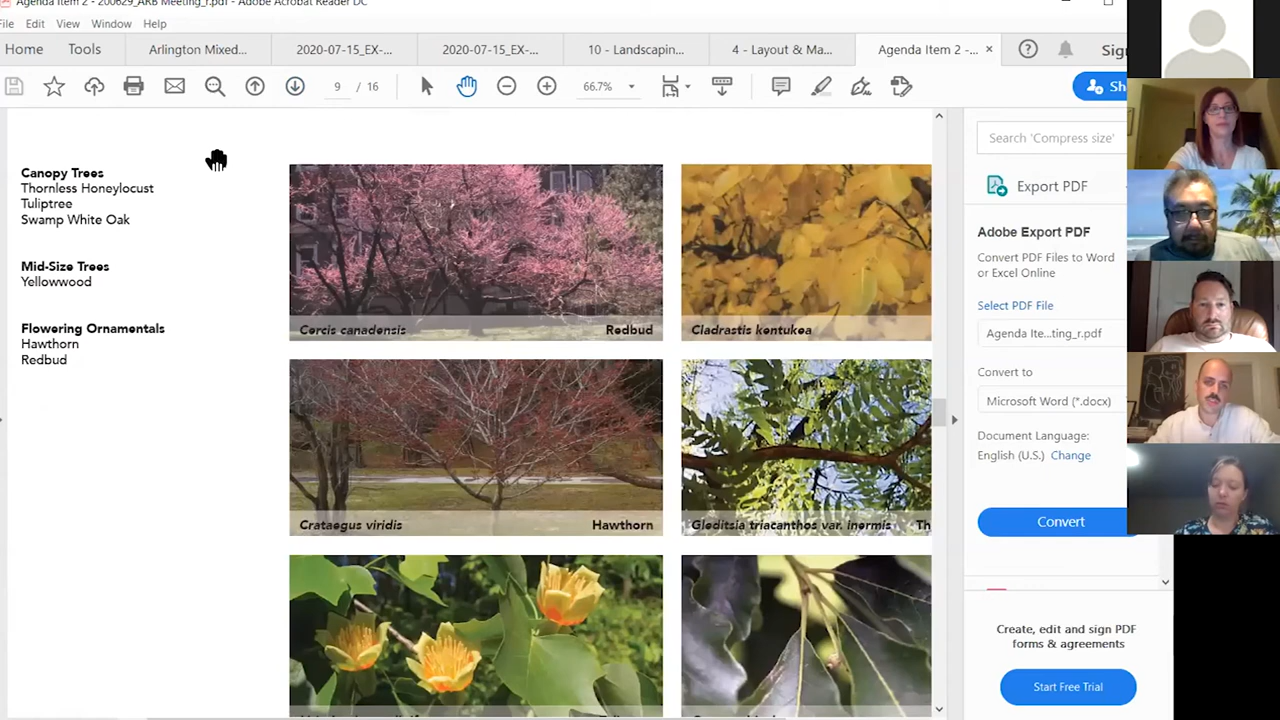 Agenda Item 2 - 200629_ARB Meeting_r.pdf - Adobe Acrobat Reader DC
File Edit View Window Help
Home Tools Arlington Mixed... 2020-07-15_EX-... 2020-07-15_EX-... 10 - Landscapin... 4 - Layout & Ma... Agenda Item 2 -... × ? Sig
9 / 16 66.7% Sh
Canopy Trees
Thornless Honeylocust
Tuliptree
Swamp White Oak
Mid-Size Trees
Yellowwood
Flowering Ornamentals
Hawthorn
Redbud
Cercis canadensis Redbud
Cladrastis kentukea
Crataegus viridis Hawthorn
Gleditsia triacanthos var. inermis Th
Search 'Compress size'
Export PDF
Adobe Export PDF
Convert PDF Files to Word
or Excel Online
Select PDF File
Agenda Ite...ting_r.pdf
Convert to
Microsoft Word (*.docx)
Document Language:
English (U.S.) Change
Convert
Create, edit and sign PDF
forms & agreements
Start Free Trial